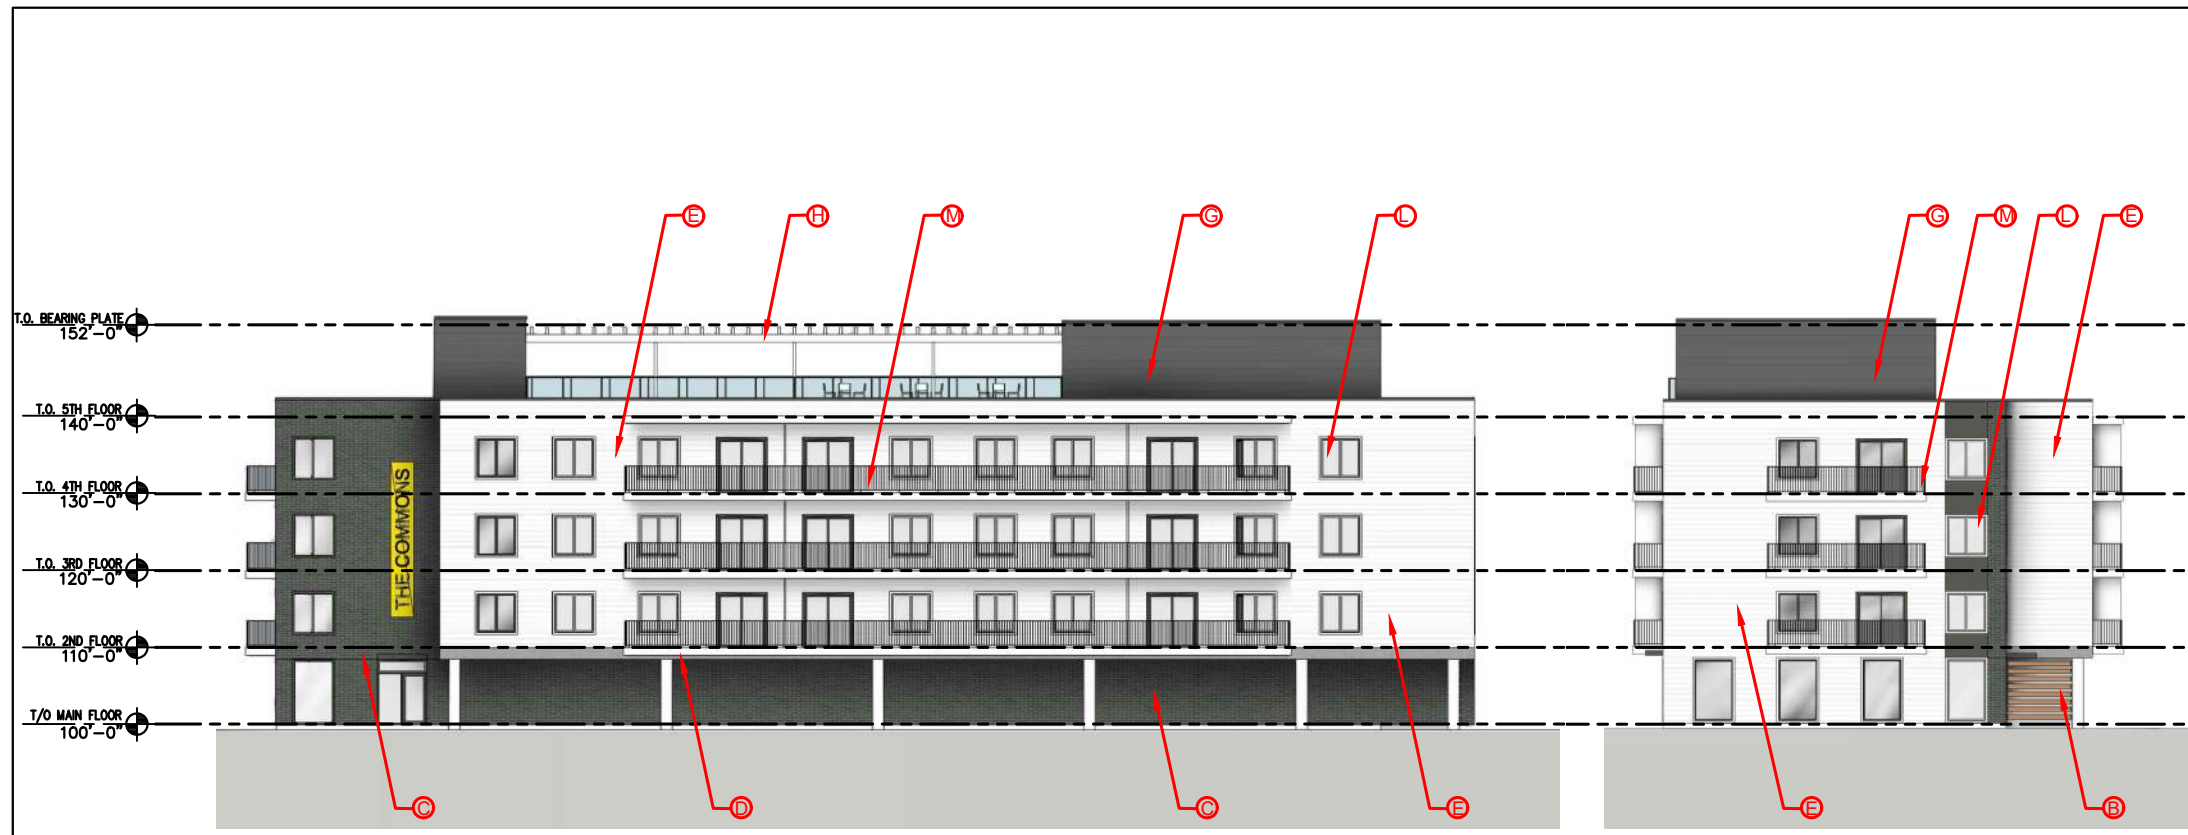 E H M G L G M L E
T.O. BEARING PLATE
152'-0"
T.O. 5TH FLOOR
140'-0"
T.O. 4TH FLOOR
130'-0"
THE COMMONS
T.O. 3RD FLOOR
120'-0"
T.O. 2ND FLOOR
110'-0"
T/O MAIN FLOOR
100'-0"
C D C E E B